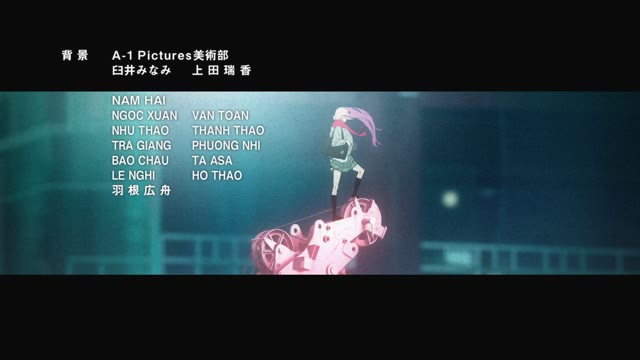 背景 A-1 Pictures美術部
臼井みなみ 上田瑞香
NAM HAI
NGOC XUAN VAN TOAN
NHU THAO THANH THAO
TRA GIANG PHUONG NHI
BAO CHAU TA ASA
LE NGHI HO THAO
羽根広舟